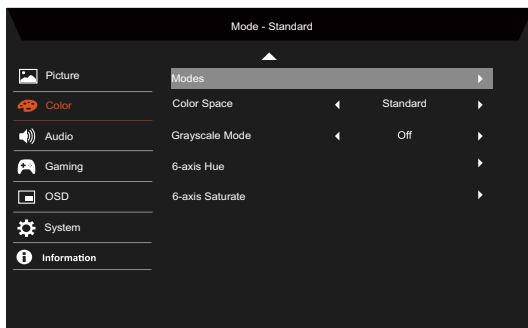 Mode - Standard
Picture
Color
Audio
Gaming
OSD
System
Information
Modes
Color Space Standard
Grayscale Mode Off
6-axis Hue
6-axis Saturate